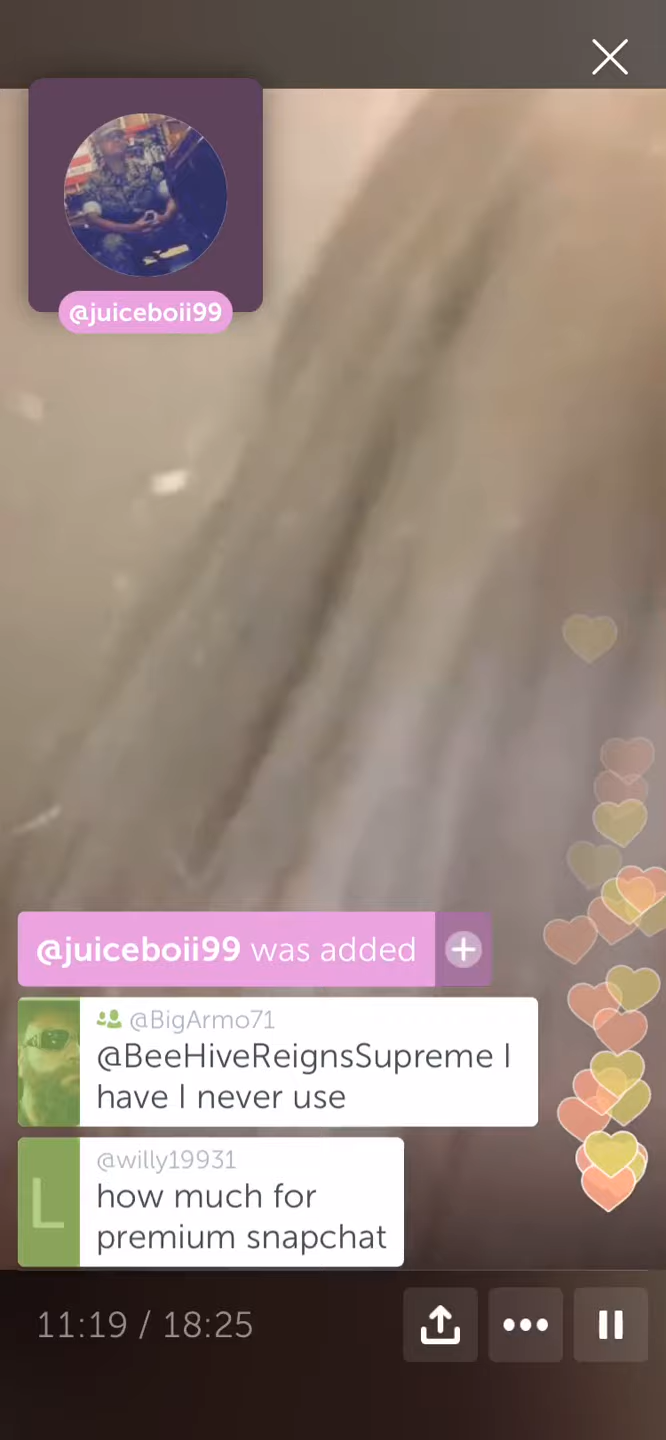 @juiceboii99
@juiceboii99 was added
@BigArmo71
@BeeHiveReignsSupreme I
have I never use
L
@willy19931
how much for
premium snapchat
11:19 / 18:25